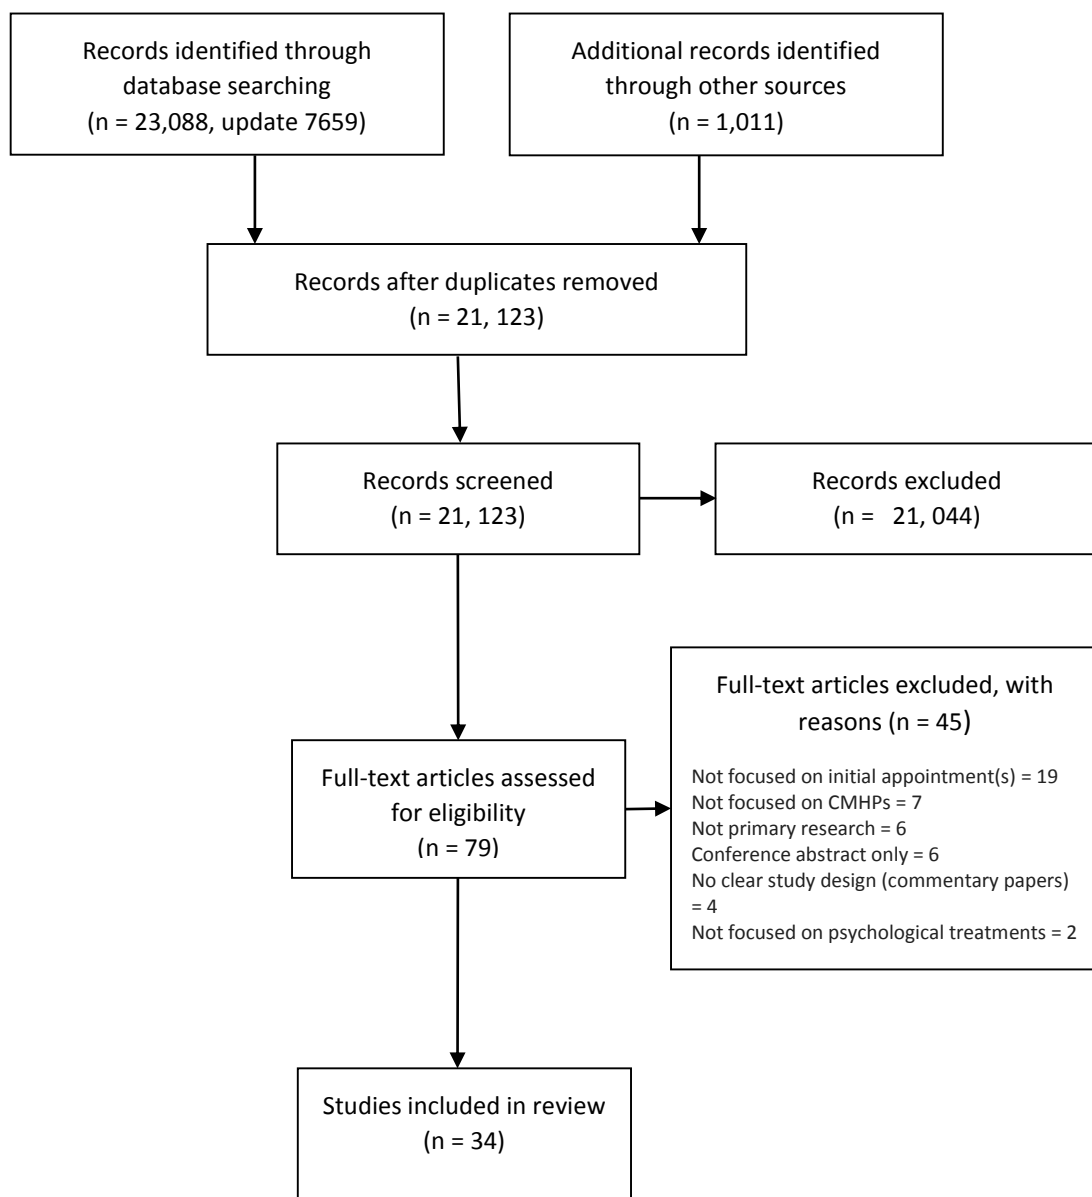 Records identified through
database searching
(n = 23,088, update 7659)
Additional records identified
through other sources
(n = 1,011)
Records after duplicates removed
(n = 21, 123)
Records screened
(n = 21, 123)
Records excluded
(n = 21, 044)
Full-text articles assessed
for eligibility
(n = 79)
Full-text articles excluded, with
reasons (n = 45)
Not focused on initial appointment(s) = 19
Not focused on CMHPs = 7
Not primary research = 6
Conference abstract only = 6
No clear study design (commentary papers)
= 4
Not focused on psychological treatments = 2
Studies included in review
(n = 34)